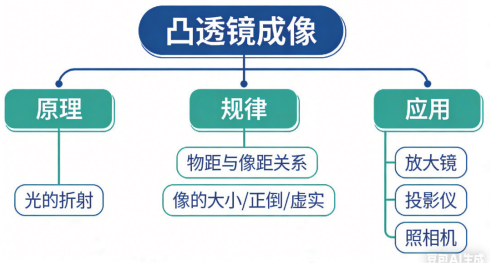 凸透镜成像
原理
规律
应用
光的折射
物距与像距关系
像的大小/正倒/虚实
放大镜
投影仪
照相机